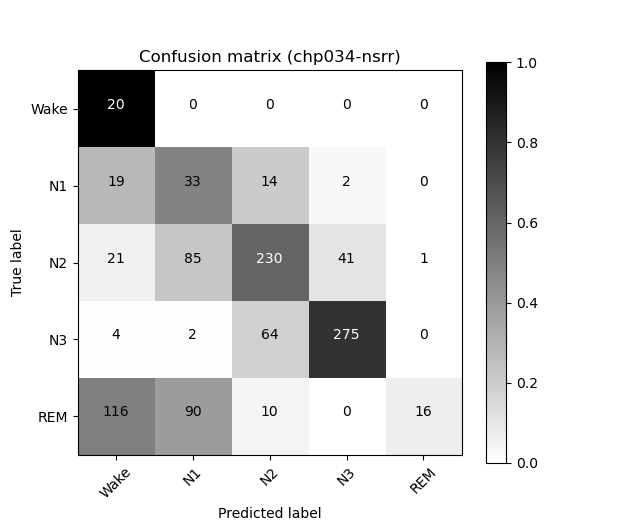 Confusion matrix (chp034-nsrr)
Wake 20 0 0 0 0
N1 19 33 14 2 0
N2 21 85 230 41 1
N3 4 2 64 275 0
REM 116 90 10 0 16
Wake N1 N2 N3 REM
True label
Predicted label
1.0
0.8
0.6
0.4
0.2
0.0